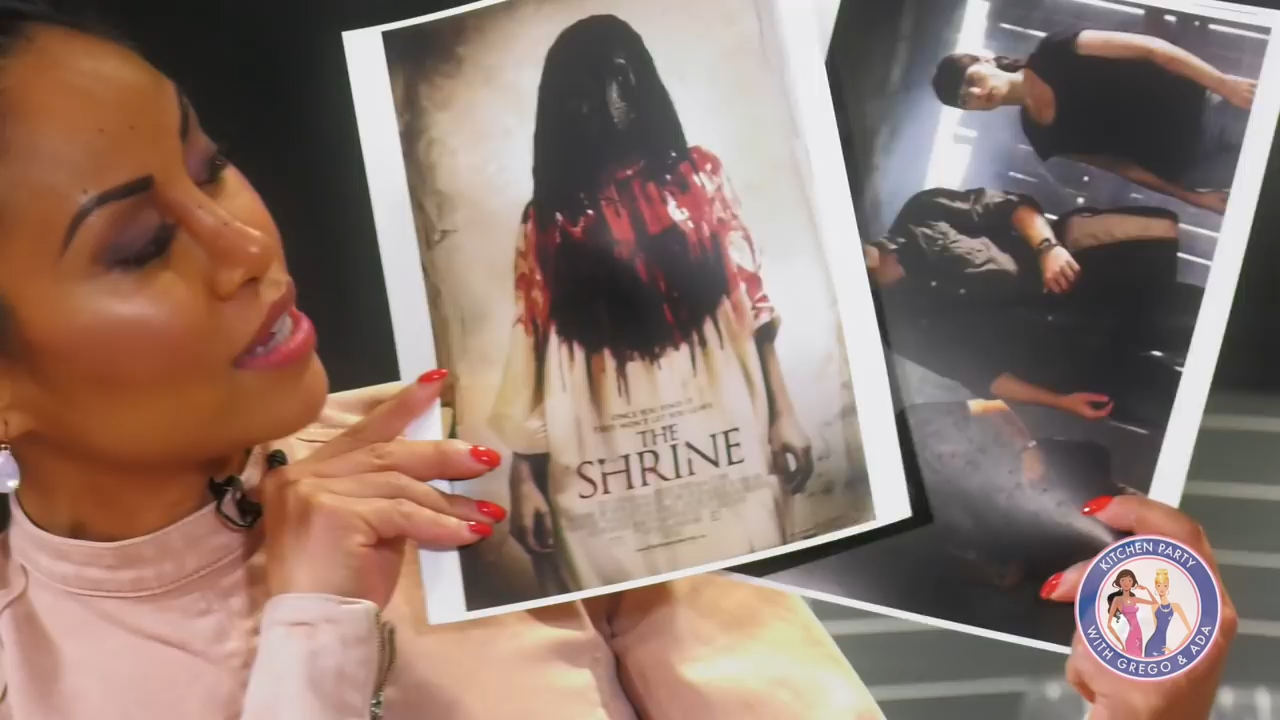 ONCE YOU FIND IT
THEY WON'T LET YOU LEAVE
THE
SHRINE
KITCHEN PARTY
WITH GREGO & ADA